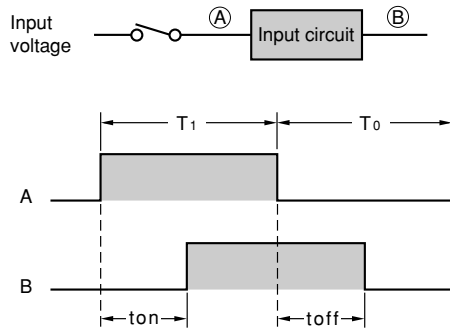 Input
voltage
Ⓐ
Input circuit
Ⓑ
T1
T0
A
B
ton
toff